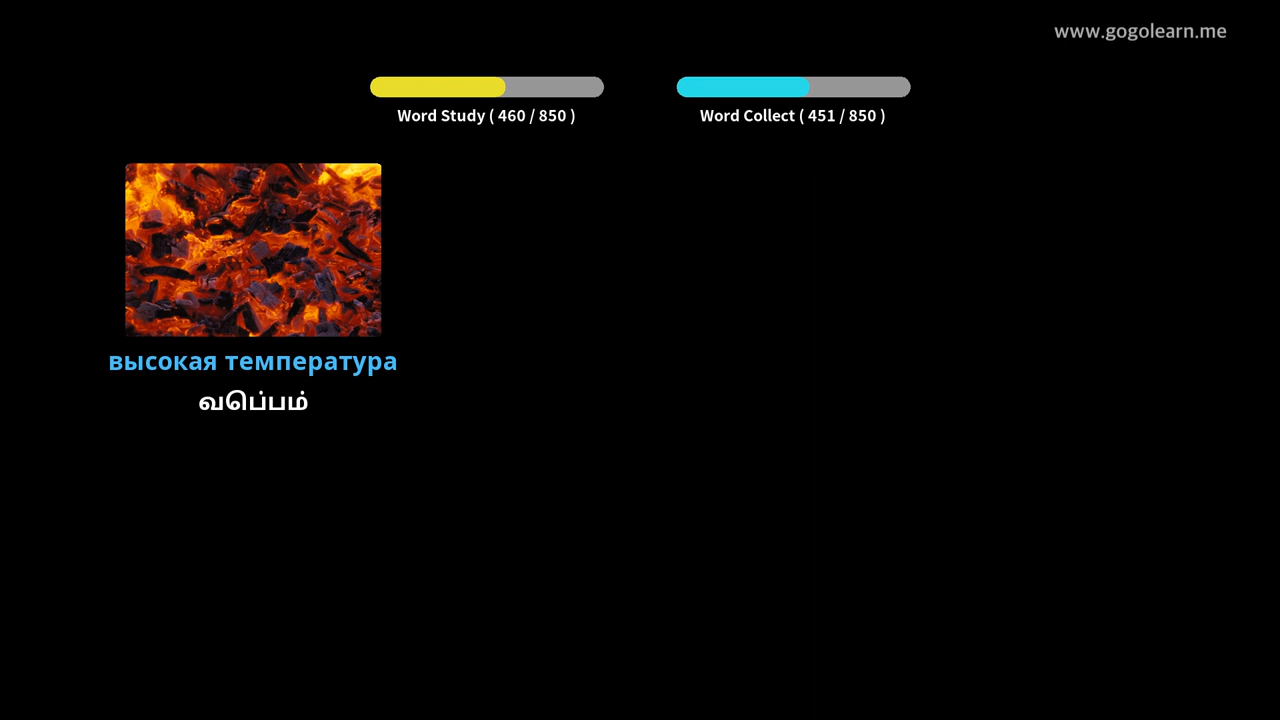 www.gogolearn.me
Word Study ( 460 / 850 )
Word Collect ( 451 / 850 )
высокая температура
வெப்பம்